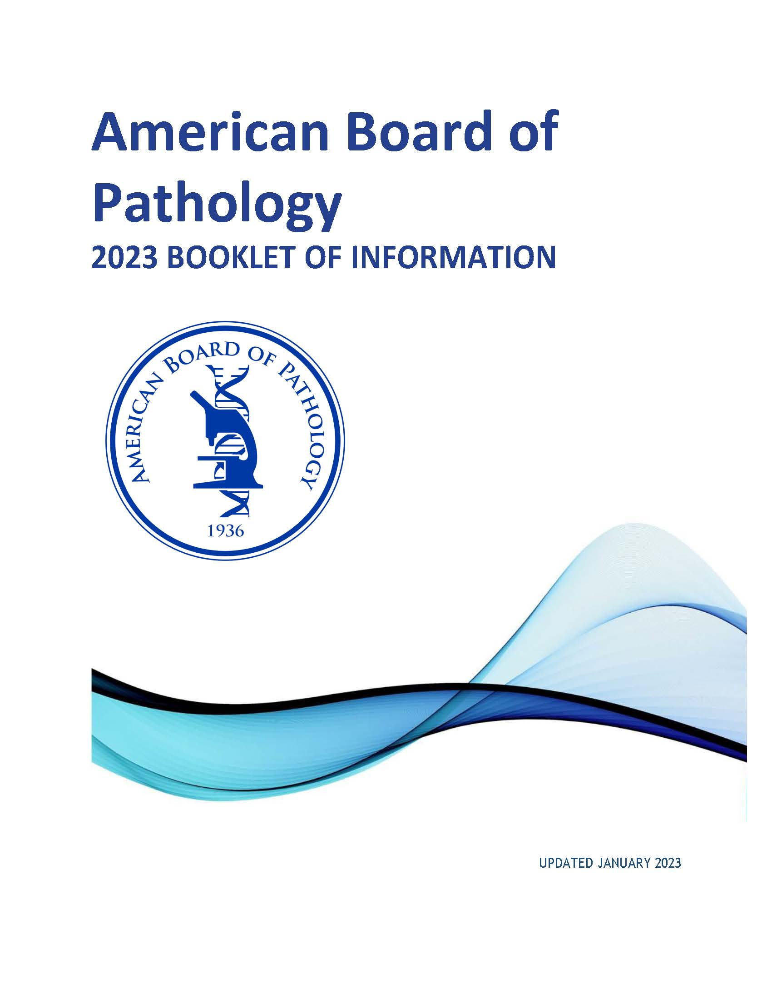 American Board of
Pathology
2023 BOOKLET OF INFORMATION
AMERICAN BOARD OF PATHOLOGY
1936
UPDATED JANUARY 2023